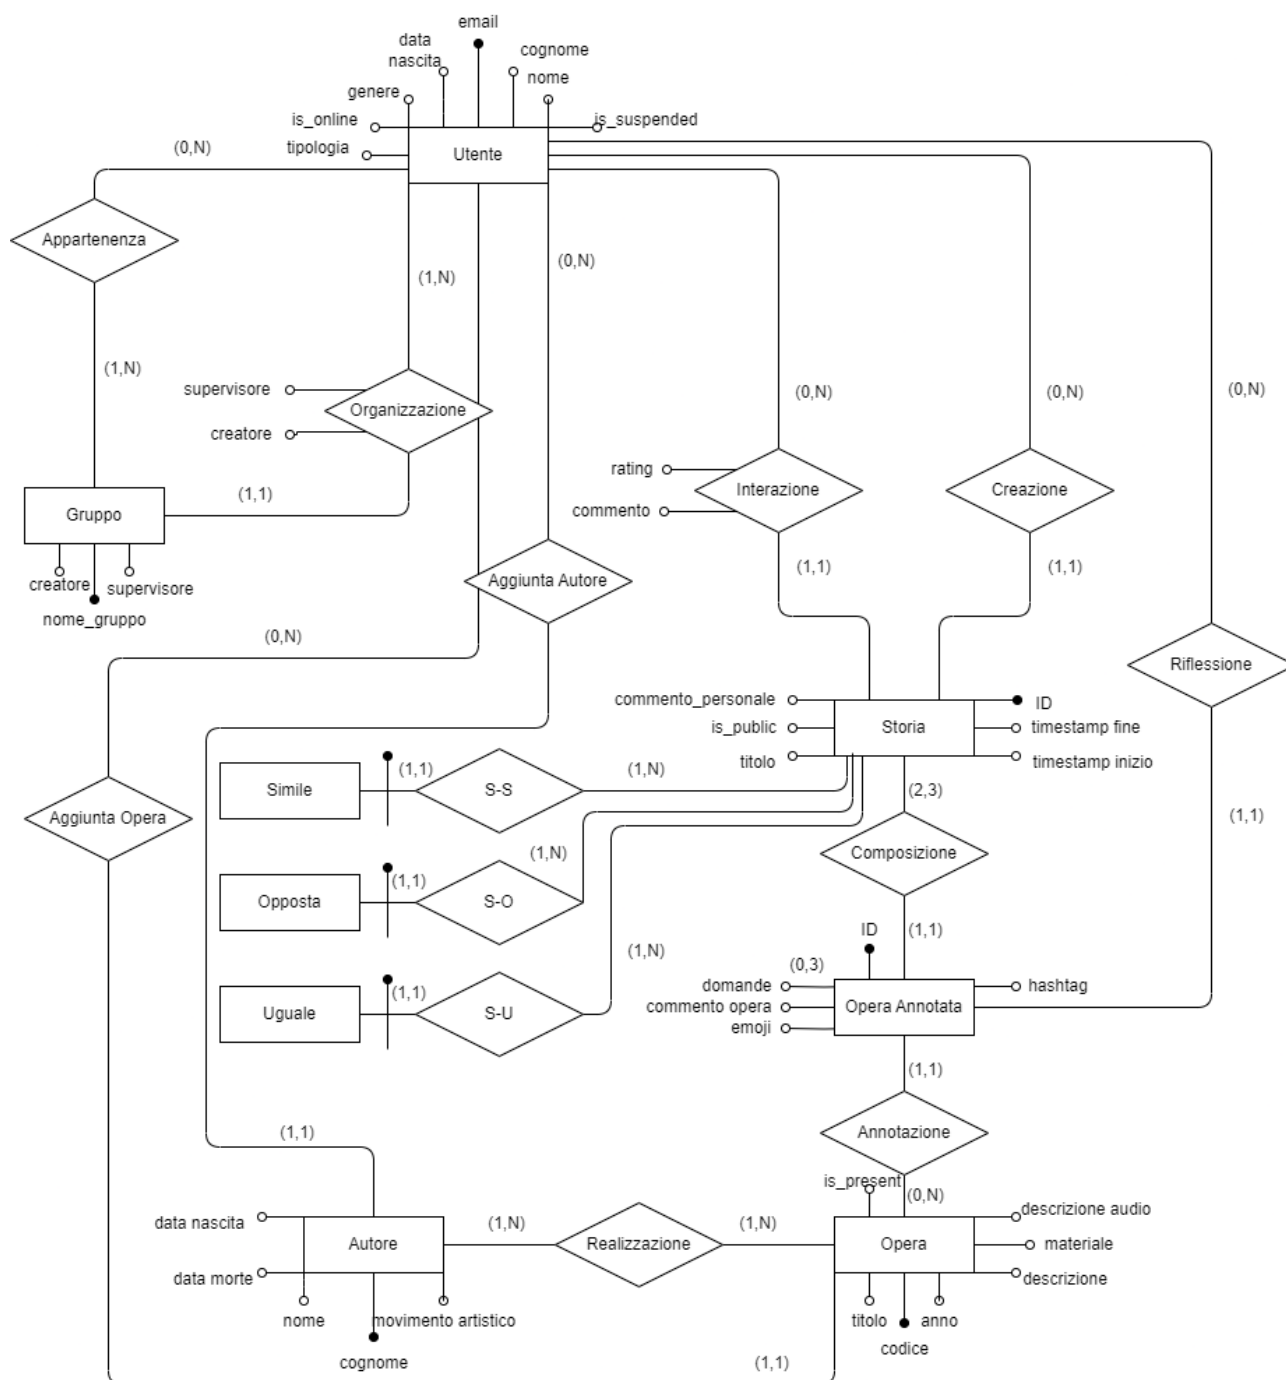 email
data
nascita
cognome
nome
genere
is_online
is_suspended
tipologia
Utente
(0,N)
Appartenenza
(0,N)
(1,N)
(1,N)
supervisore
Organizzazione
creatore
(0,N)
(0,N)
(0,N)
rating
Interazione
Creazione
commento
(1,1)
Gruppo
creatore
supervisore
nome_gruppo
(1,1)
(1,1)
Aggiunta Autore
(0,N)
Riflessione
commento_personale
ID
is_public
Storia
timestamp fine
titolo
timestamp inizio
Simile
(1,1)
S-S
(1,N)
(2,3)
Aggiunta Opera
(1,1)
Composizione
(1,N)
Opposta
(1,1)
S-O
ID
(1,1)
(1,N)
(0,3)
domande
hashtag
commento opera
Opera Annotata
emoji
Uguale
(1,1)
S-U
(1,1)
Annotazione
(1,1)
is_present
(0,N)
data nascita
Autore
(1,N)
Realizzazione
(1,N)
Opera
descrizione audio
materiale
data morte
descrizione
nome
movimento artistico
titolo
anno
cognome
codice
(1,1)